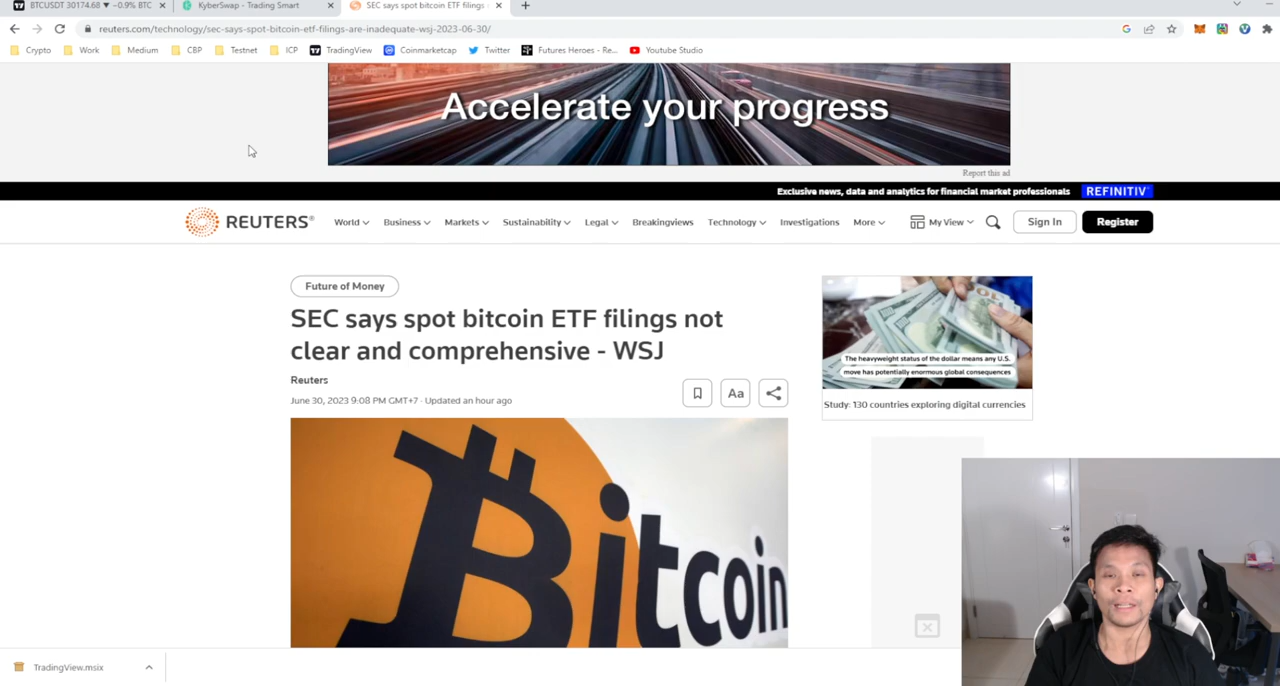 BTCUSDT 30174.68 ▼ −0.9% BTC
KyberSwap - Trading Smart
SEC says spot bitcoin ETF filings
reuters.com/technology/sec-says-spot-bitcoin-etf-filings-are-inadequate-wsj-2023-06-30/
Crypto Work Medium CBP Testnet ICP TradingView Coinmarketcap Twitter Futures Heroes - Re... Youtube Studio
Accelerate your progress
Report this ad
Exclusive news, data and analytics for financial market professionals REFINITIV
REUTERS® World Business Markets Sustainability Legal Breakingviews Technology Investigations More My View Sign In Register
Future of Money
SEC says spot bitcoin ETF filings not
clear and comprehensive - WSJ
Reuters
June 30, 2023 9:08 PM GMT+7 · Updated an hour ago
Aa
The heavyweight status of the dollar means any U.S.
move has potentially enormous global consequences
Study: 130 countries exploring digital currencies
Bitcoin
TradingView.msix